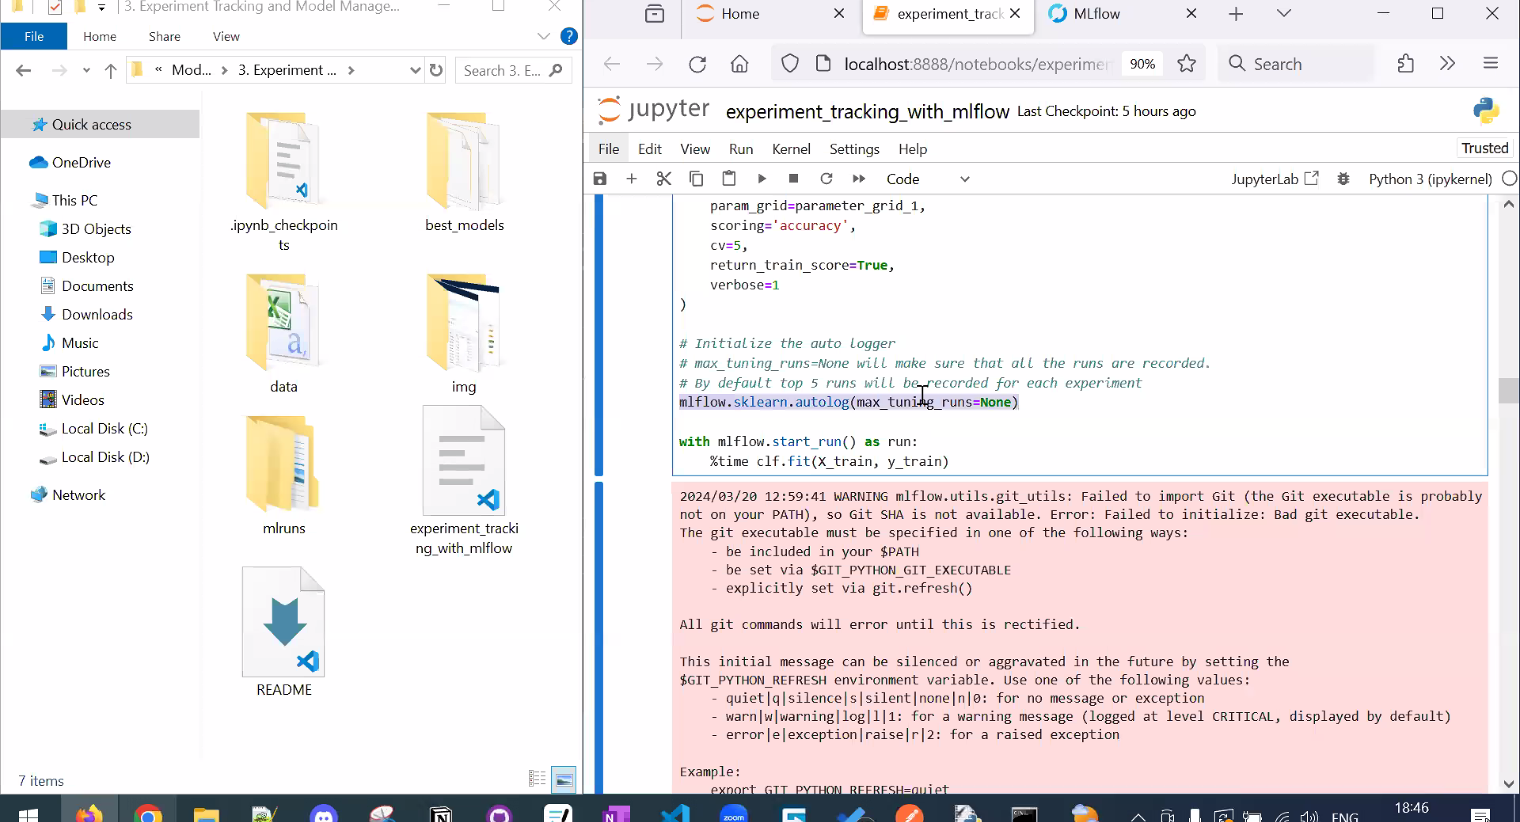 3. Experiment Tracking and Model Manage...
File
Home
Share
View
Mod...
3. Experiment ...
Search 3. E...
Quick access
OneDrive
This PC
3D Objects
Desktop
Documents
Downloads
Music
Pictures
Videos
Local Disk (C:)
Local Disk (D:)
Network
.ipynb_checkpoin
ts
best_models
data
img
mlruns
experiment_tracki
ng_with_mlflow
README
7 items
Home
experiment_track
MLflow
localhost:8888/notebooks/experimen
90%
Search
jupyter
experiment_tracking_with_mlflow
Last Checkpoint: 5 hours ago
File
Edit
View
Run
Kernel
Settings
Help
Trusted
Code
JupyterLab
Python 3 (ipykernel)
param_grid=parameter_grid_1,
scoring='accuracy',
cv=5,
return_train_score=True,
verbose=1
)
# Initialize the auto logger
# max_tuning_runs=None will make sure that all the runs are recorded.
# By default top 5 runs will be recorded for each experiment
mlflow.sklearn.autolog(max_tuning_runs=None)
with mlflow.start_run() as run:
%time clf.fit(X_train, y_train)
2024/03/20 12:59:41 WARNING mlflow.utils.git_utils: Failed to import Git (the Git executable is probably
not on your PATH), so Git SHA is not available. Error: Failed to initialize: Bad git executable.
The git executable must be specified in one of the following ways:
- be included in your $PATH
- be set via $GIT_PYTHON_GIT_EXECUTABLE
- explicitly set via git.refresh()
All git commands will error until this is rectified.
This initial message can be silenced or aggravated in the future by setting the
$GIT_PYTHON_REFRESH environment variable. Use one of the following values:
- quiet|q|silence|s|silent|none|n|0: for no message or exception
- warn|w|warning|log|l|1: for a warning message (logged at level CRITICAL, displayed by default)
- error|e|exception|raise|r|2: for a raised exception
Example:
export GIT_PYTHON_REFRESH=quiet
zoom
ENG
18:46